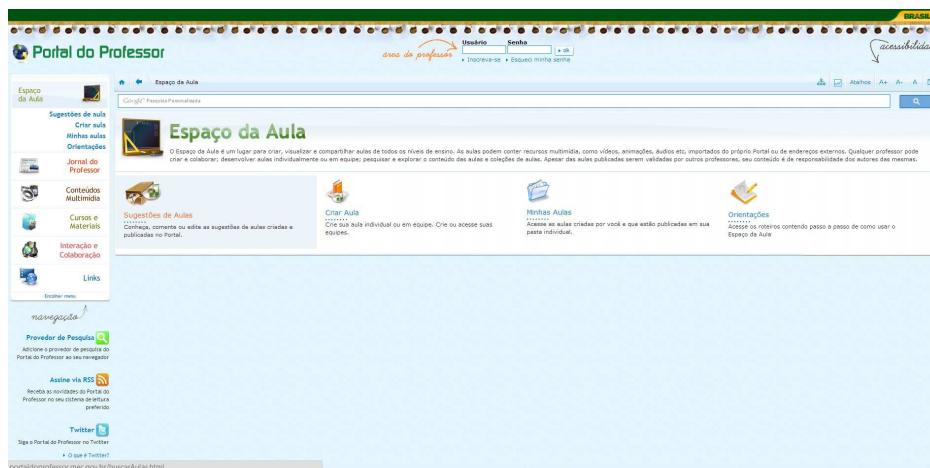 BRASIL
Portal do Professor
area do professor
Usuário Senha
ok
Inscreva-se Esqueci minha senha
Espaço da Aula
Espaço da Aula
Atalhos A+ A- A
Google Pesquisa Personalizada
Sugestões de aula
Criar aula
Minhas aulas
Orientações
Jornal do Professor
Conteúdos Multimídia
Cursos e Materiais
Interação e Colaboração
Links
Encolher menu
navegação
Provedor de Pesquisa
Adicione o provedor de pesquisa do
Portal do Professor ao seu navegador
Assine via RSS
Receba as novidades do Portal do
Professor no seu sistema de leitura
preferido
Twitter
Siga o Portal do Professor no Twitter
O que é Twitter?
Espaço da Aula
O Espaço da Aula é um lugar para criar, visualizar e compartilhar aulas de todos os níveis de ensino. As aulas podem conter recursos multimídia, como vídeos, animações, áudios etc, importados do próprio Portal ou de endereços externos. Qualquer professor pode
criar e colaborar; desenvolver aulas individualmente ou em equipe; pesquisar e explorar o conteúdo das aulas e coleções de aulas. Apesar das aulas publicadas serem validadas por outros professores, seu conteúdo é de responsabilidade dos autores das mesmas.
Sugestões de Aulas
Conheça, comente ou edite as sugestões de aulas criadas e
publicadas no Portal.
Criar Aula
Crie sua aula individual ou em equipe. Crie ou acesse suas
equipes.
Minhas Aulas
Acesse as aulas criadas por você e que estão publicadas em sua
pasta individual.
Orientações
Acesse os roteiros contendo passo a passo de como usar o
Espaço da Aula
portaldoprofessor.mec.gov.br/buscarAulas.html